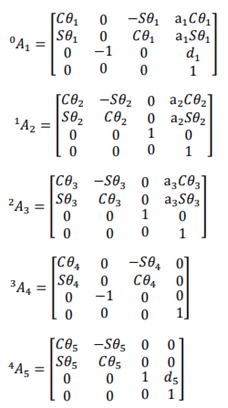 ⁰A₁ = [Cθ₁ 0 −Sθ₁ a₁Cθ₁
Sθ₁ 0 Cθ₁ a₁Sθ₁
0 −1 0 d₁
0 0 0 1]
¹A₂ = [Cθ₂ −Sθ₂ 0 a₂Cθ₂
Sθ₂ Cθ₂ 0 a₂Sθ₂
0 0 1 0
0 0 0 1]
²A₃ = [Cθ₃ −Sθ₃ 0 a₃Cθ₃
Sθ₃ Cθ₃ 0 a₃Sθ₃
0 0 1 0
0 0 0 1]
³A₄ = [Cθ₄ 0 −Sθ₄ 0
Sθ₄ 0 Cθ₄ 0
0 −1 0 0
0 0 0 1]
⁴A₅ = [Cθ₅ −Sθ₅ 0 0
Sθ₅ Cθ₅ 0 0
0 0 1 d₅
0 0 0 1]